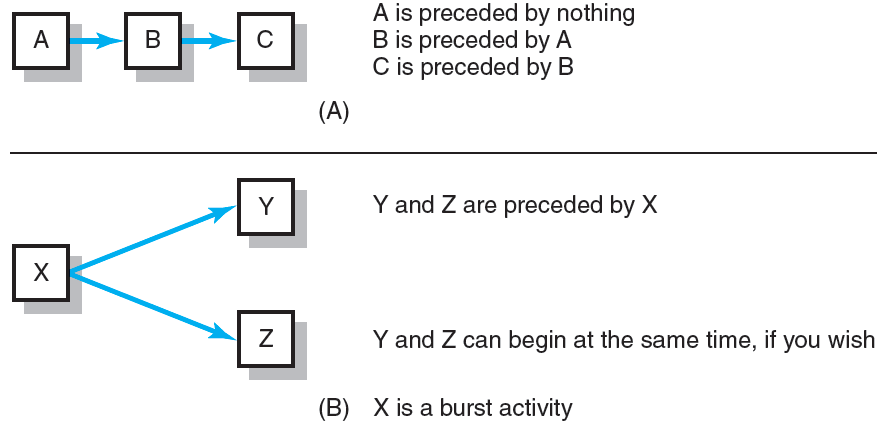 A B C
A is preceded by nothing
B is preceded by A
C is preceded by B
(A)
Y
Y and Z are preceded by X
X
Z
Y and Z can begin at the same time, if you wish
(B) X is a burst activity